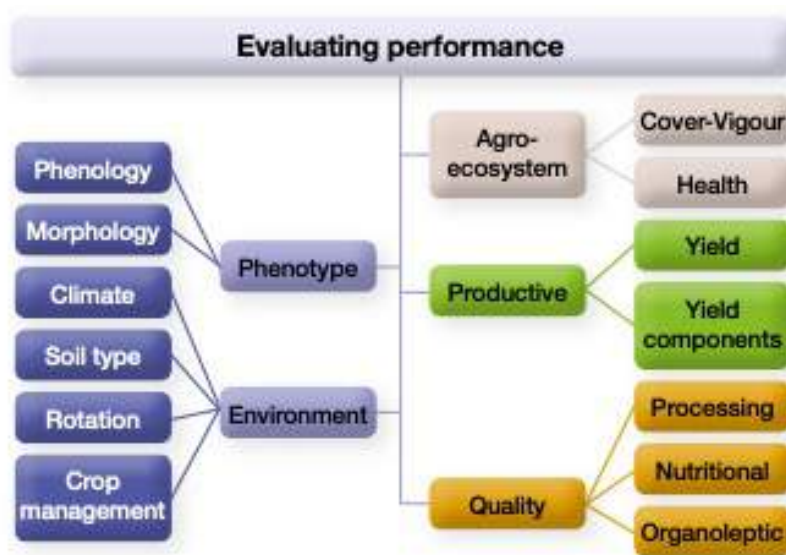 Evaluating performance
Phenology
Morphology
Climate
Soil type
Rotation
Crop
management
Phenotype
Environment
Agro-
ecosystem
Productive
Quality
Cover-Vigour
Health
Yield
Yield
components
Processing
Nutritional
Organoleptic